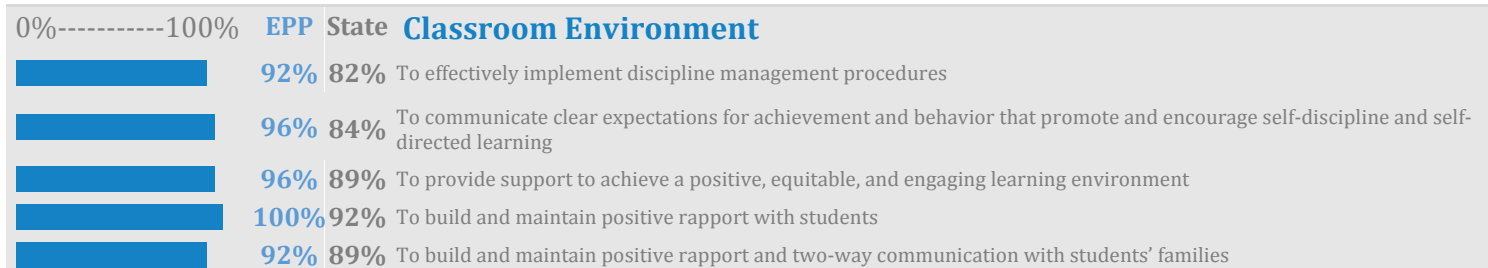 0%-----------100% EPP State Classroom Environment
92% 82% To effectively implement discipline management procedures
96% 84% To communicate clear expectations for achievement and behavior that promote and encourage self-discipline and self-
directed learning
96% 89% To provide support to achieve a positive, equitable, and engaging learning environment
100% 92% To build and maintain positive rapport with students
92% 89% To build and maintain positive rapport and two-way communication with students’ families